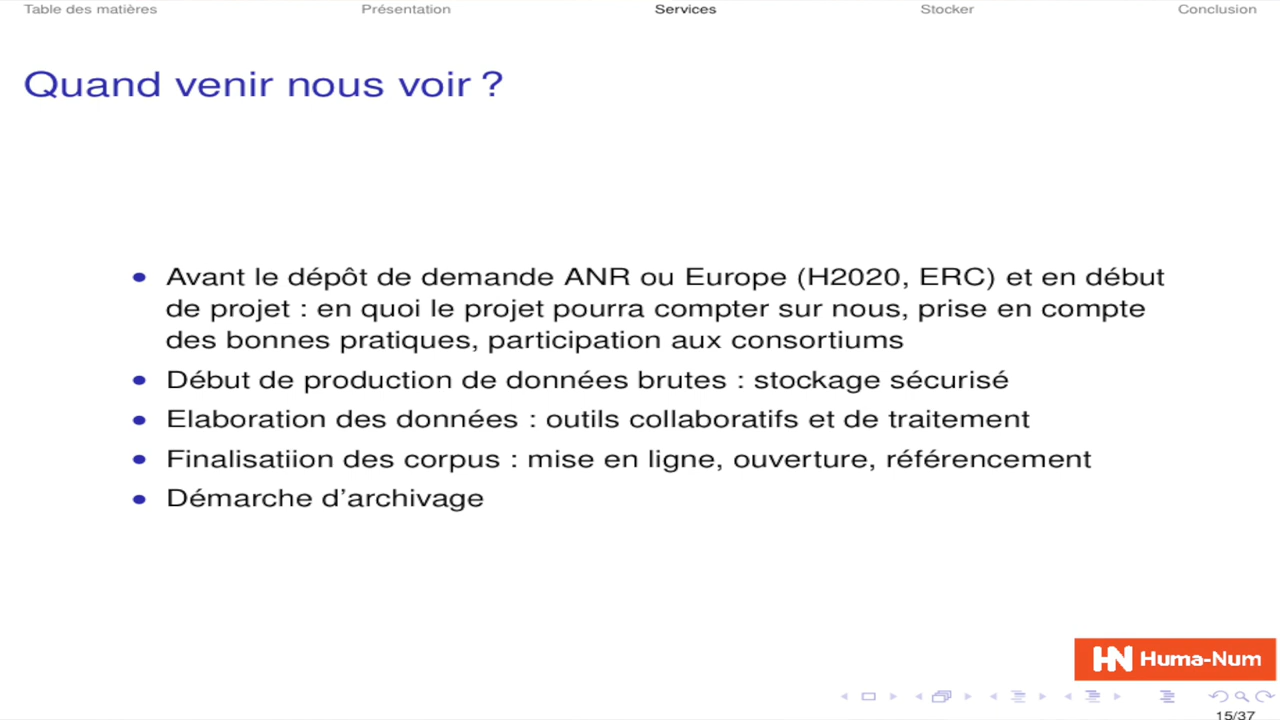 Table des matières Présentation Services Stocker Conclusion
Quand venir nous voir ?
• Avant le dépôt de demande ANR ou Europe (H2020, ERC) et en début
de projet : en quoi le projet pourra compter sur nous, prise en compte
des bonnes pratiques, participation aux consortiums
• Début de production de données brutes : stockage sécurisé
• Elaboration des données : outils collaboratifs et de traitement
• Finalisatiion des corpus : mise en ligne, ouverture, référencement
• Démarche d'archivage
HN Huma-Num
15/37